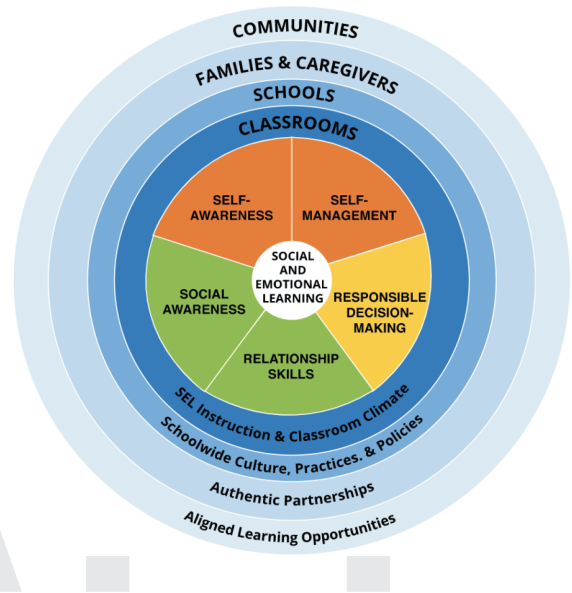 COMMUNITIES
FAMILIES & CAREGIVERS
SCHOOLS
CLASSROOMS
SELF-
AWARENESS
SELF-
MANAGEMENT
SOCIAL
AND
EMOTIONAL
LEARNING
SOCIAL
AWARENESS
RESPONSIBLE
DECISION-
MAKING
RELATIONSHIP
SKILLS
SEL Instruction & Classroom Climate
Schoolwide Culture, Practices. & Policies
Authentic Partnerships
Aligned Learning Opportunities